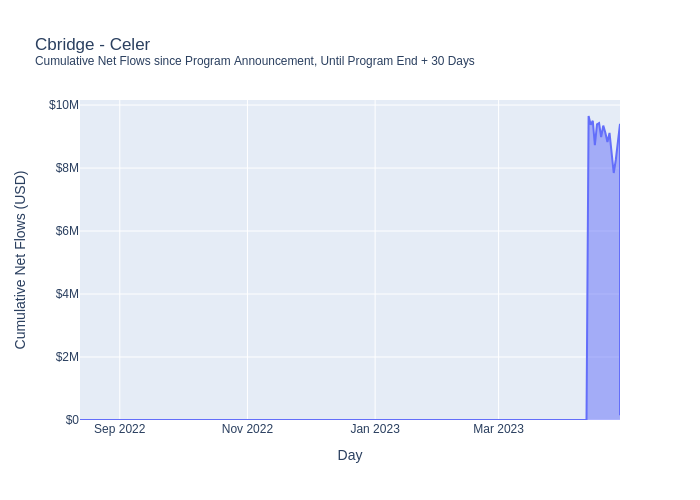 Cbridge - Celer
Cumulative Net Flows since Program Announcement, Until Program End + 30 Days
Cumulative Net Flows (USD)
$10M
$8M
$6M
$4M
$2M
$0
Sep 2022
Nov 2022
Jan 2023
Mar 2023
Day